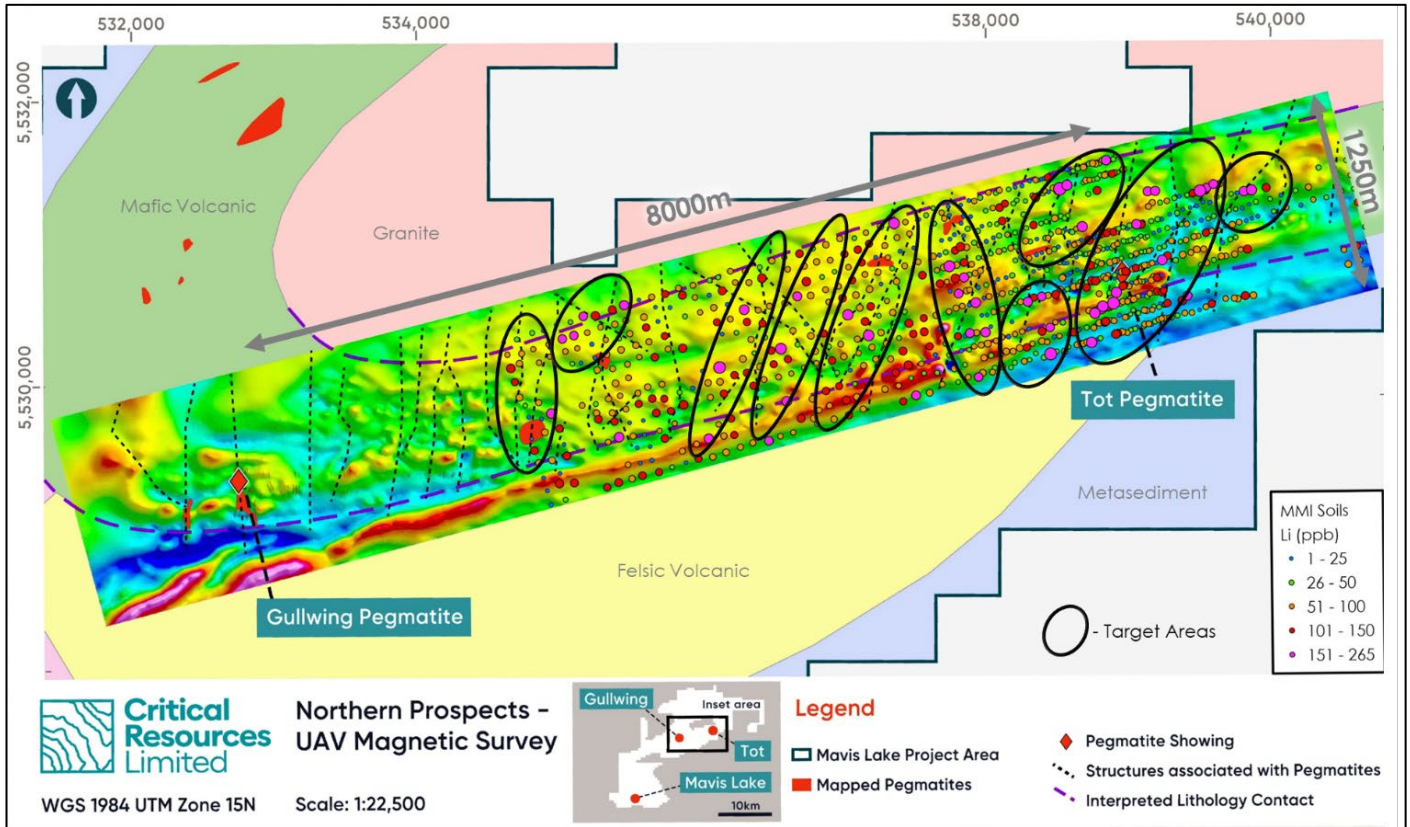 532,000
534,000
538,000
540,000
5,532,000
5,530,000
Mafic Volcanic
Granite
8000m
1250m
Tot Pegmatite
Metasediment
Felsic Volcanic
Gullwing Pegmatite
MMI Soils
Li (ppb)
1 - 25
26 - 50
51 - 100
101 - 150
151 - 265
- Target Areas
Critical
Resources
Limited
WGS 1984 UTM Zone 15N
Northern Prospects -
UAV Magnetic Survey
Scale: 1:22,500
Gullwing
Inset area
Tot
Mavis Lake
10km
Legend
Mavis Lake Project Area
Mapped Pegmatites
Pegmatite Showing
Structures associated with Pegmatites
Interpreted Lithology Contact